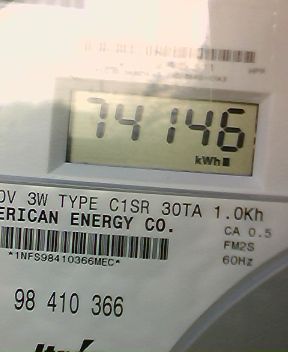 74146
kWh
0V 3W TYPE C1SR 30TA 1.0Kh
ERICAN ENERGY CO.
CA 0.5
FM2S
*1NFS98410366MEC*
60Hz
98 410 366